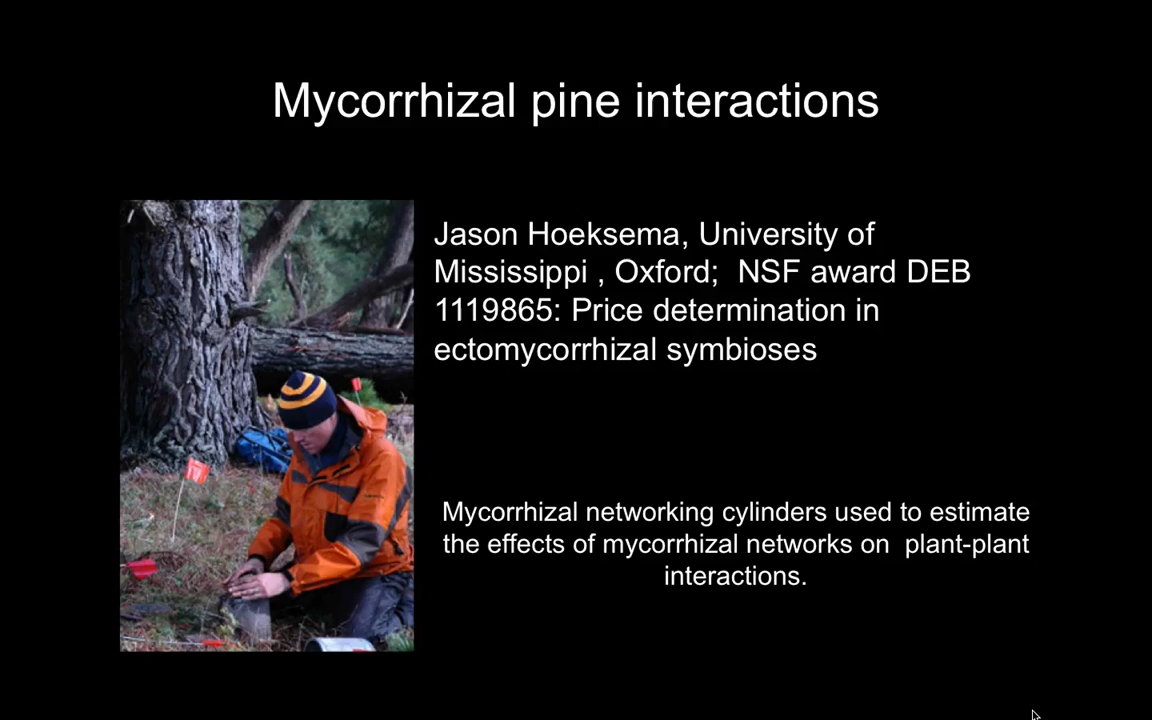 Mycorrhizal pine interactions
Jason Hoeksema, University of
Mississippi , Oxford;  NSF award DEB
1119865: Price determination in
ectomycorrhizal symbioses
Mycorrhizal networking cylinders used to estimate
the effects of mycorrhizal networks on  plant-plant
interactions.